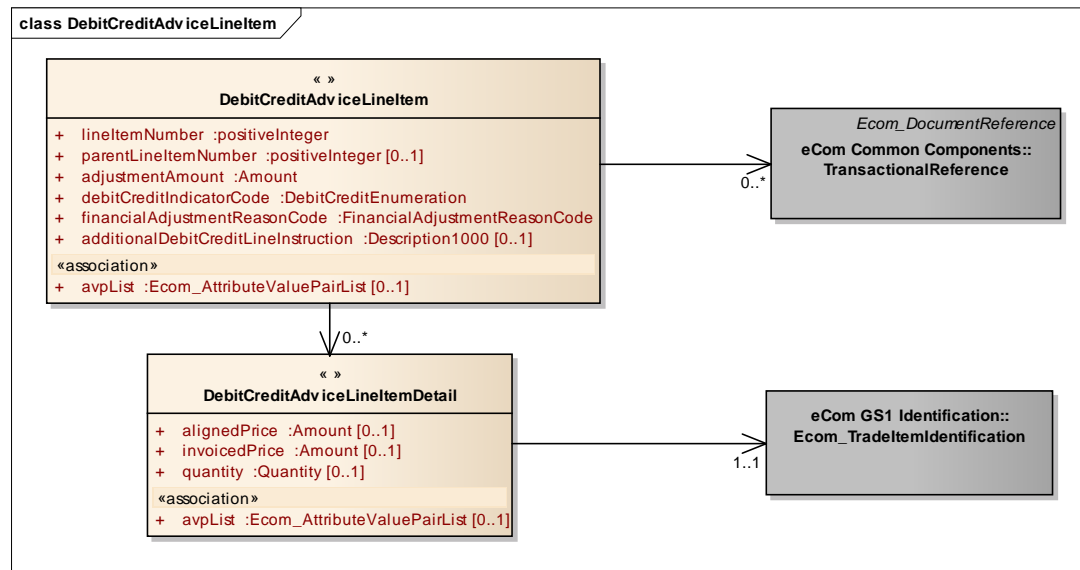 class DebitCreditAdviceLineItem
« »
DebitCreditAdviceLineItem
+ lineItemNumber :positiveInteger
+ parentLineItemNumber :positiveInteger [0..1]
+ adjustmentAmount :Amount
+ debitCreditIndicatorCode :DebitCreditEnumeration
+ financialAdjustmentReasonCode :FinancialAdjustmentReasonCode
+ additionalDebitCreditLineInstruction :Description1000 [0..1]
«association»
+ avpList :Ecom_AttributeValuePairList [0..1]
0..*
Ecom_DocumentReference
eCom Common Components::
TransactionalReference
0..*
« »
DebitCreditAdviceLineItemDetail
+ alignedPrice :Amount [0..1]
+ invoicedPrice :Amount [0..1]
+ quantity :Quantity [0..1]
«association»
+ avpList :Ecom_AttributeValuePairList [0..1]
1..1
eCom GS1 Identification::
Ecom_TradeItemIdentification